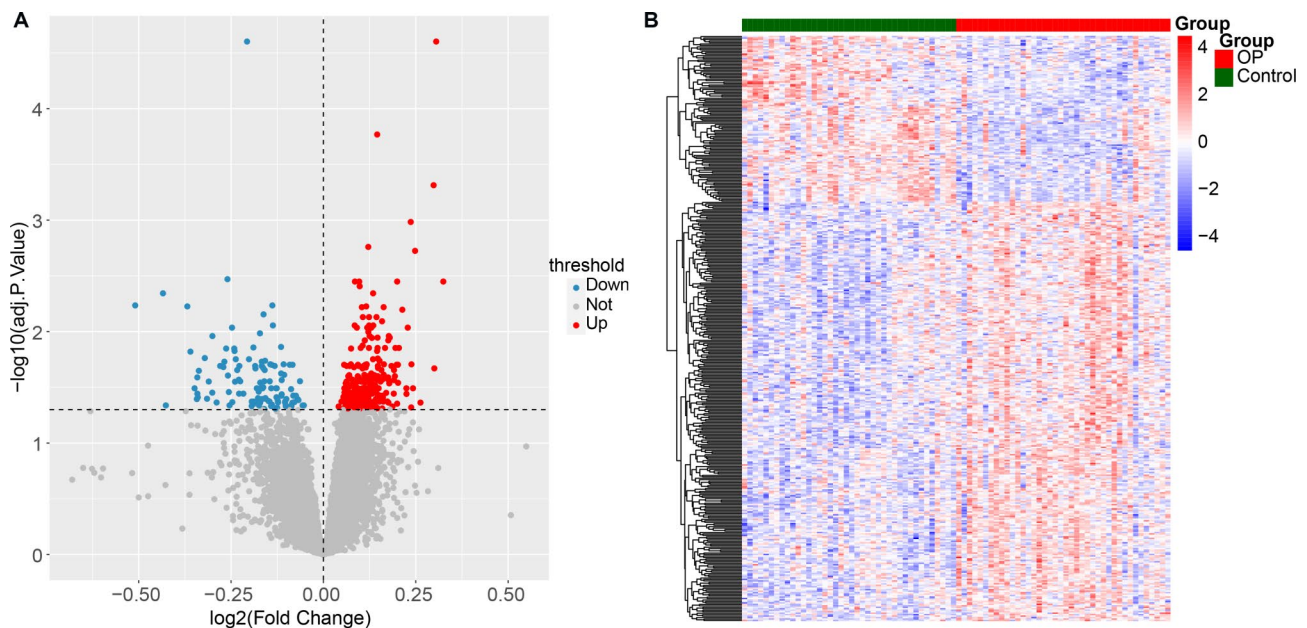 A
−log10(adj.P.Value)
4
3
2
1
0
−0.50
−0.25
0.00
0.25
0.50
log2(Fold Change)
threshold
Down
Not
Up
B
Group
4
2
0
−2
−4
Group
OP
Control